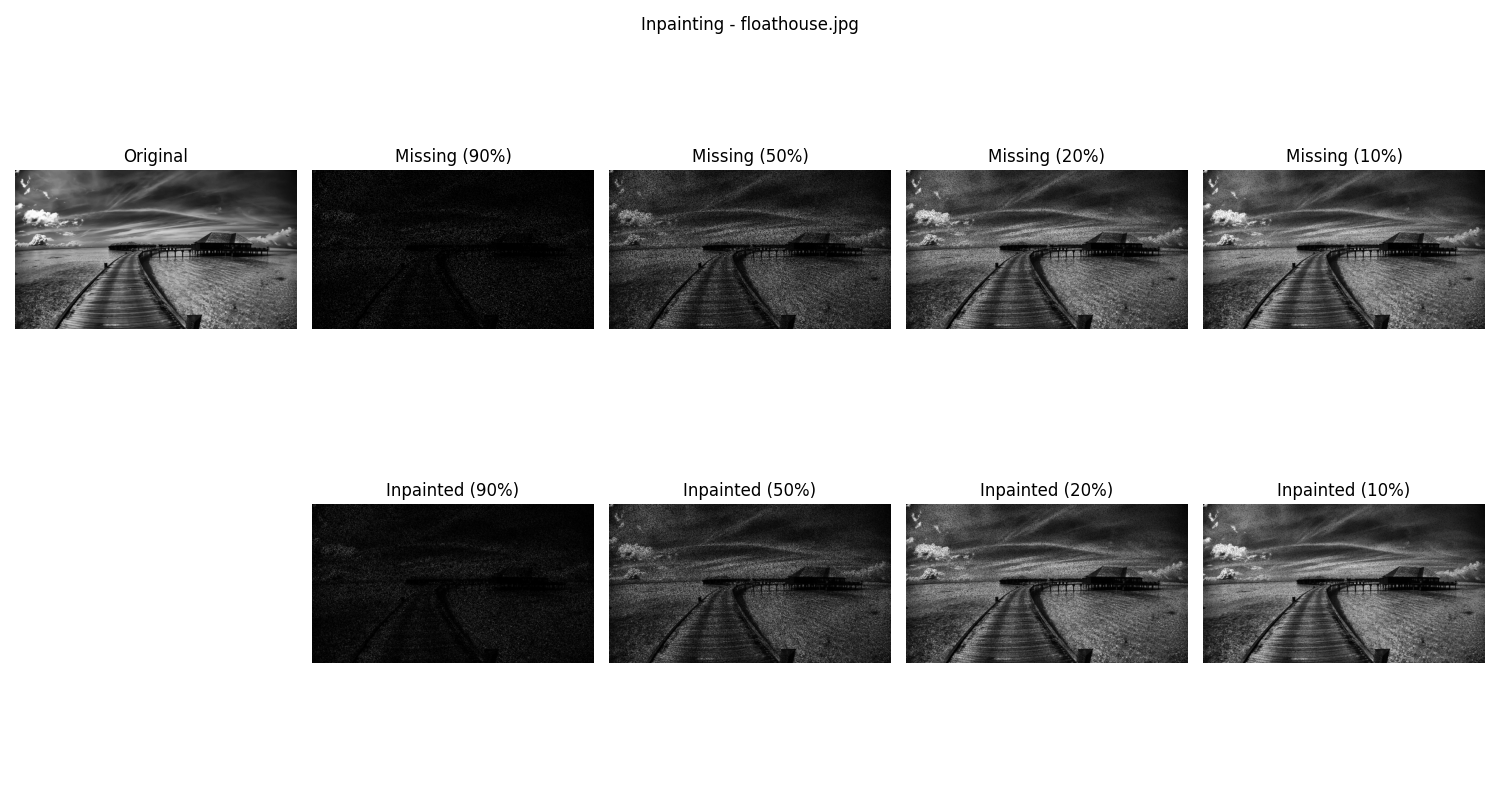 Inpainting - floathouse.jpg
Original
Missing (90%)
Missing (50%)
Missing (20%)
Missing (10%)
Inpainted (90%)
Inpainted (50%)
Inpainted (20%)
Inpainted (10%)